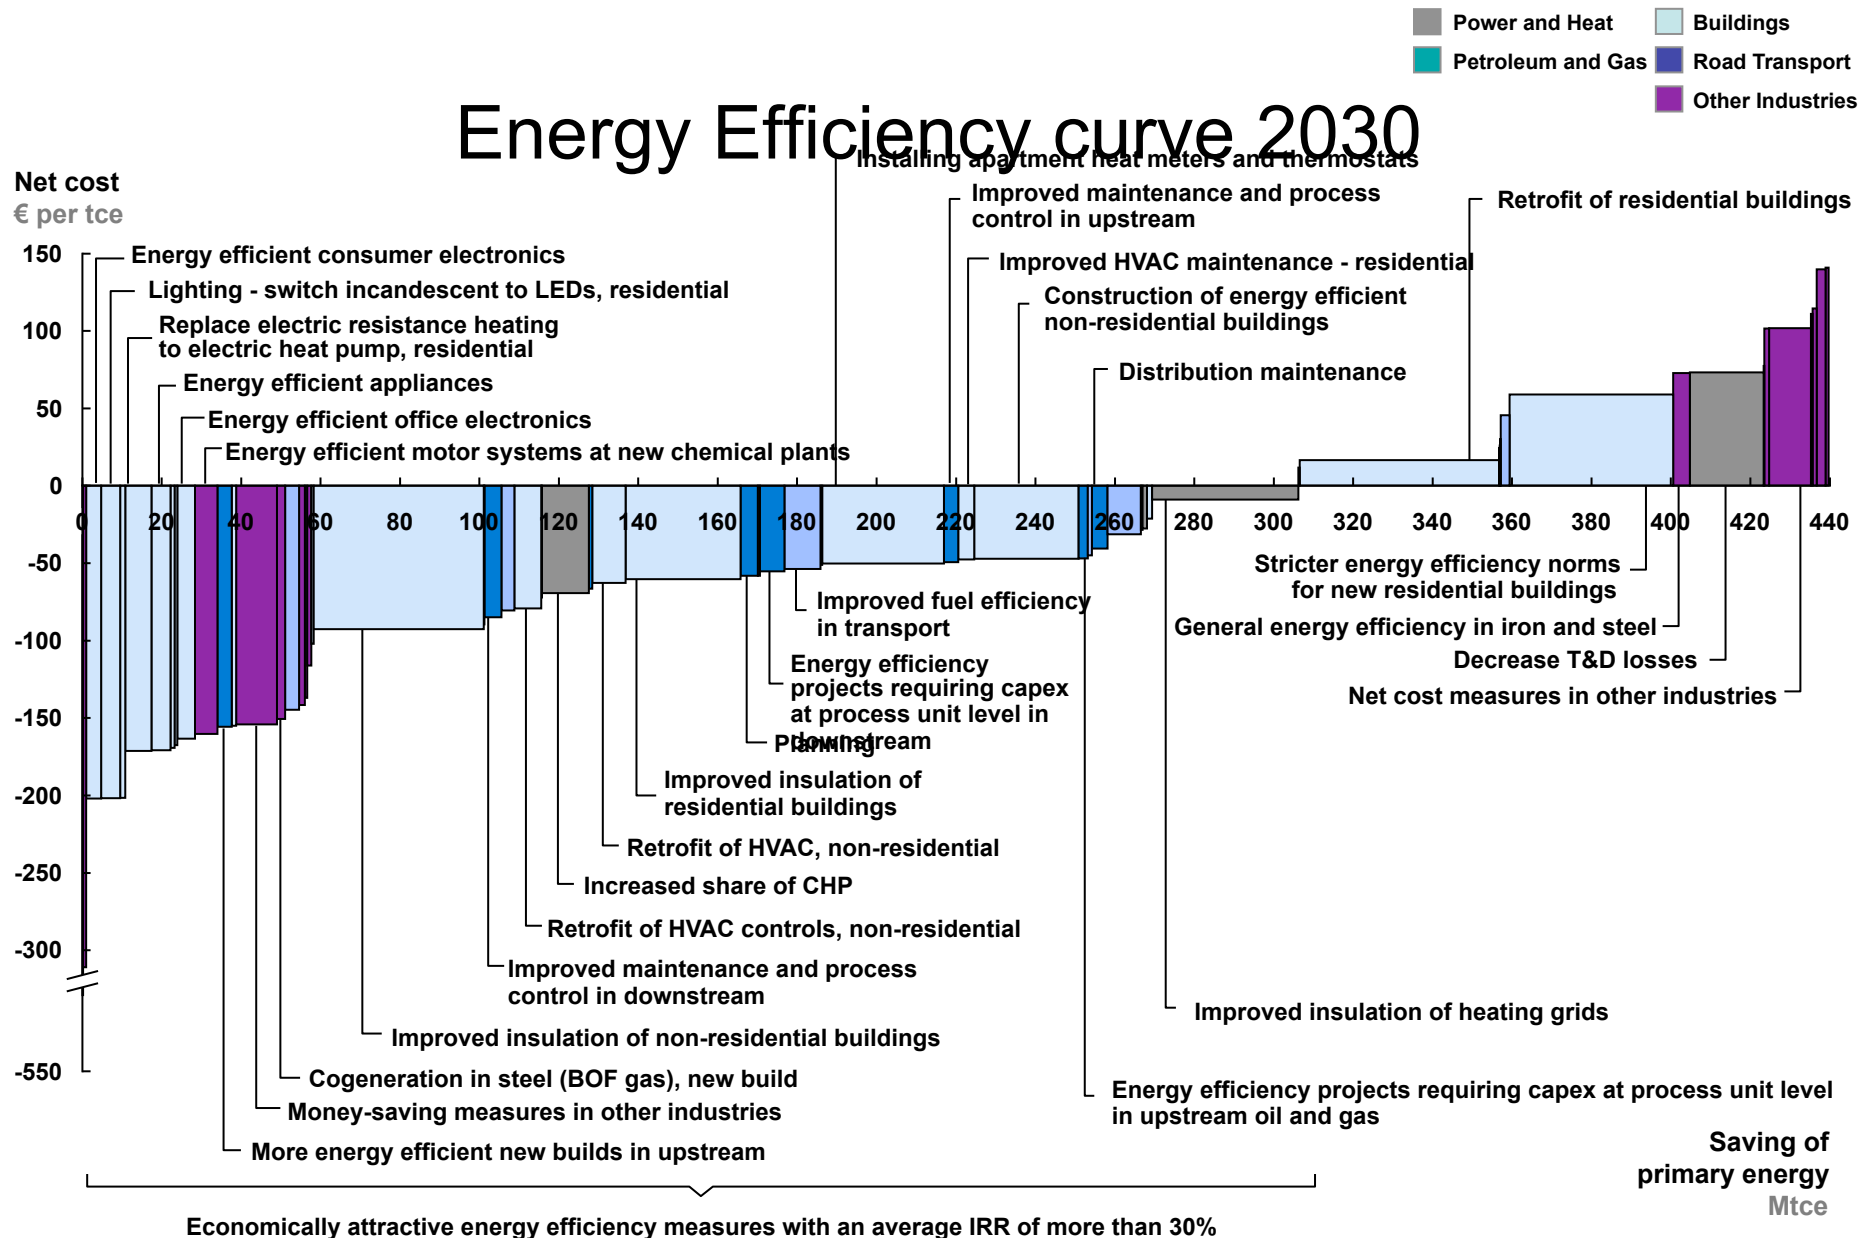 Power and Heat
Buildings
Petroleum and Gas
Road Transport
Other Industries
Energy Efficiency curve 2030
Installing apartment heat meters and thermostats
Net cost
€ per tce
Improved maintenance and process
control in upstream
Retrofit of residential buildings
150
Energy efficient consumer electronics
Improved HVAC maintenance - residential
Lighting - switch incandescent to LEDs, residential
Construction of energy efficient
non-residential buildings
100
Replace electric resistance heating
to electric heat pump, residential
Distribution maintenance
Energy efficient appliances
50
Energy efficient office electronics
Energy efficient motor systems at new chemical plants
0
0 20 40 60 80 100 120 140 160 180 200 220 240 260 280 300 320 340 360 380 400 420 440
-50
Stricter energy efficiency norms
for new residential buildings
Improved fuel efficiency
in transport
General energy efficiency in iron and steel
-100
Decrease T&D losses
Energy efficiency
projects requiring capex
at process unit level in
downstream
Net cost measures in other industries
-150
Planning
Improved insulation of
residential buildings
-200
Retrofit of HVAC, non-residential
-250
Increased share of CHP
Retrofit of HVAC controls, non-residential
-300
Improved maintenance and process
control in downstream
Improved insulation of heating grids
Improved insulation of non-residential buildings
-550
Cogeneration in steel (BOF gas), new build
Energy efficiency projects requiring capex at process unit level
in upstream oil and gas
Money-saving measures in other industries
More energy efficient new builds in upstream
Saving of
primary energy
Mtce
Economically attractive energy efficiency measures with an average IRR of more than 30%